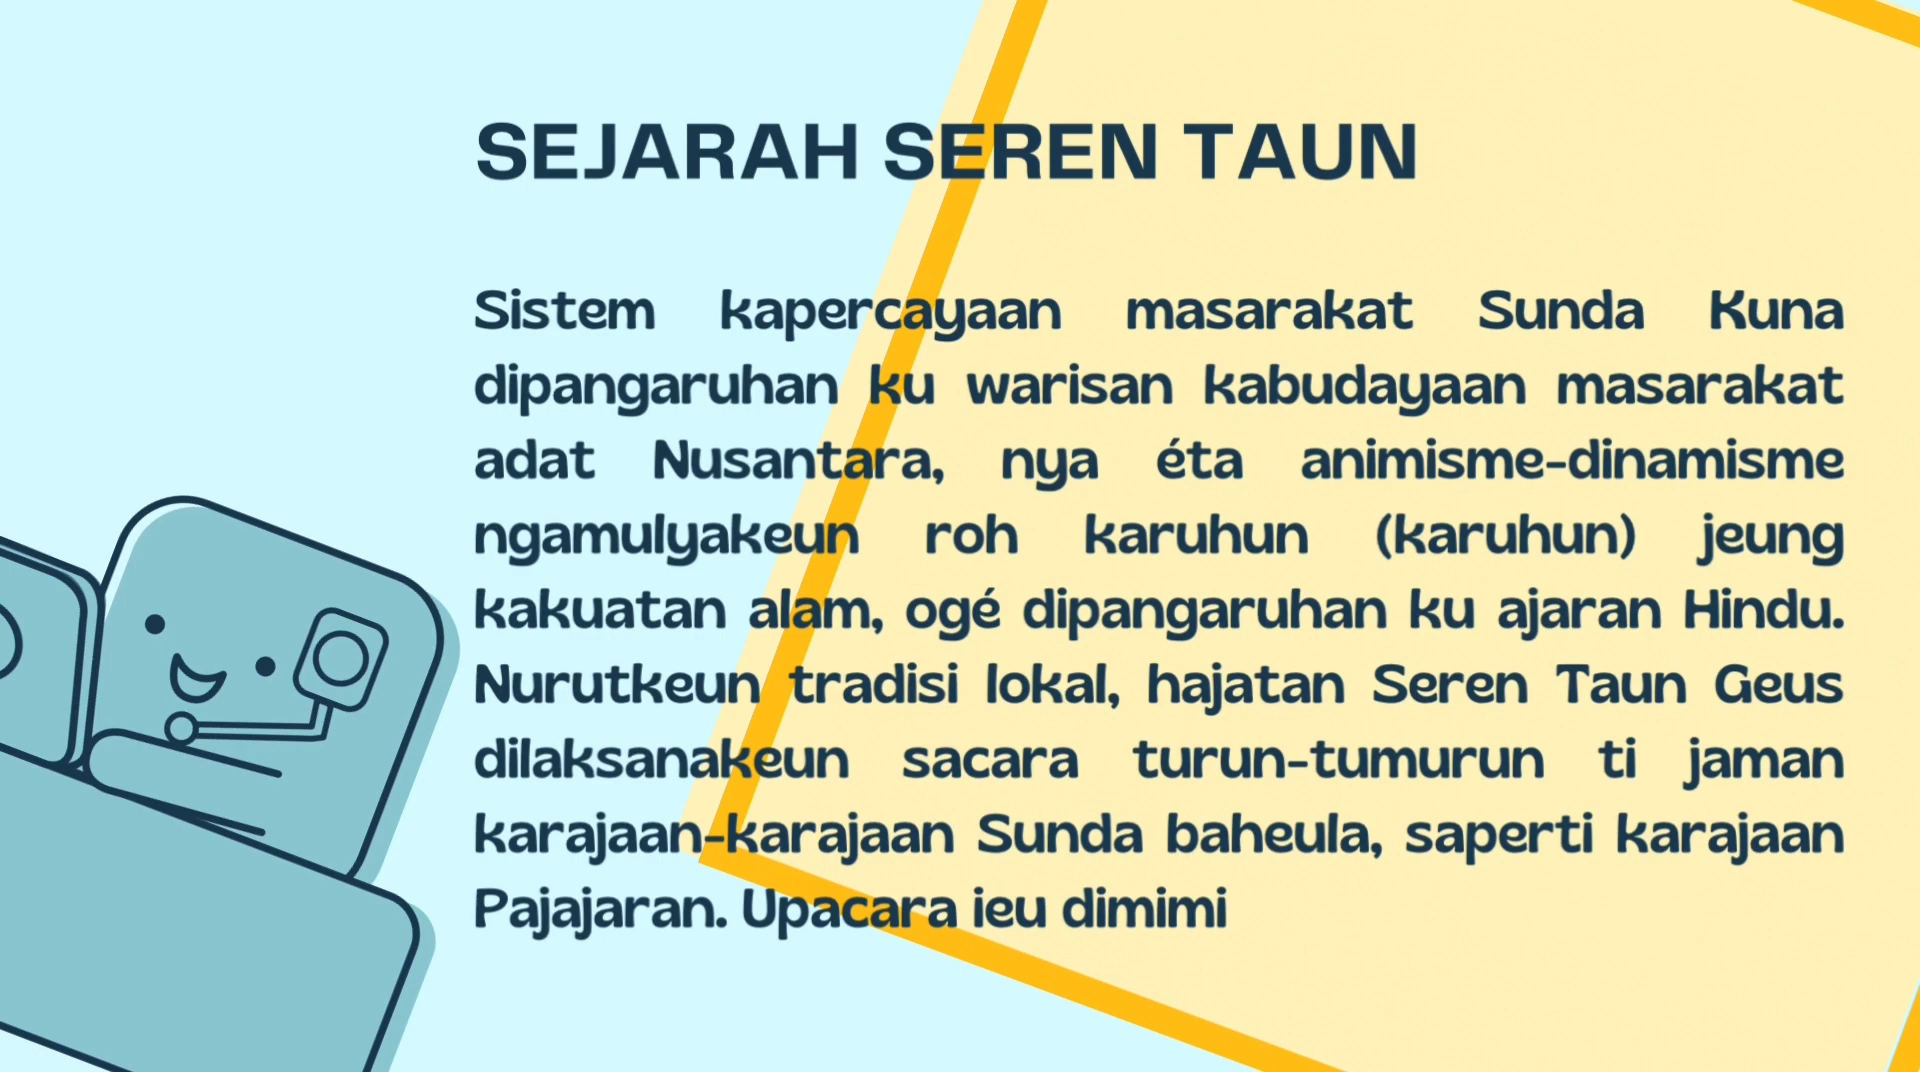 SEJARAH SEREN TAUN
Sistem kapercayaan masarakat Sunda Kuna
dipangaruhan ku warisan kabudayaan masarakat
adat Nusantara, nya éta animisme-dinamisme
ngamulyakeun roh karuhun (karuhun) jeung
kakuatan alam, ogé dipangaruhan ku ajaran Hindu.
Nurutkeun tradisi lokal, hajatan Seren Taun Geus
dilaksanakeun sacara turun-tumurun ti jaman
karajaan-karajaan Sunda baheula, saperti karajaan
Pajajaran. Upacara ieu dimimi